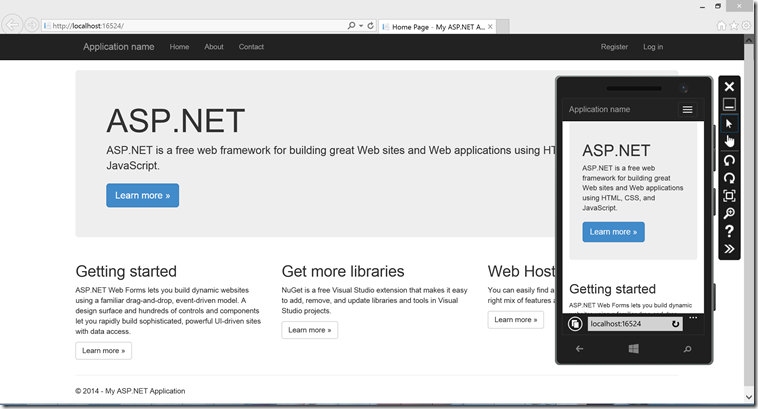 http://localhost:16524/
Home Page - My ASP.NET A...
Application name
Home
About
Contact
Register
Log in
ASP.NET
ASP.NET is a free web framework for building great Web sites and Web applications using HT
JavaScript.
Learn more »
Getting started
ASP.NET Web Forms lets you build dynamic websites
using a familiar drag-and-drop, event-driven model. A
design surface and hundreds of controls and components
let you rapidly build sophisticated, powerful UI-driven sites
with data access.
Learn more »
Get more libraries
NuGet is a free Visual Studio extension that makes it easy
to add, remove, and update libraries and tools in Visual
Studio projects.
Learn more »
Web Host
You can easily find a
right mix of features a
Learn more »
© 2014 - My ASP.NET Application
Application name
ASP.NET
ASP.NET is a free web
framework for building great
Web sites and Web applications
using HTML, CSS, and
JavaScript.
Learn more »
Getting started
ASP.NET Web Forms lets you build dynamic
localhost:16524